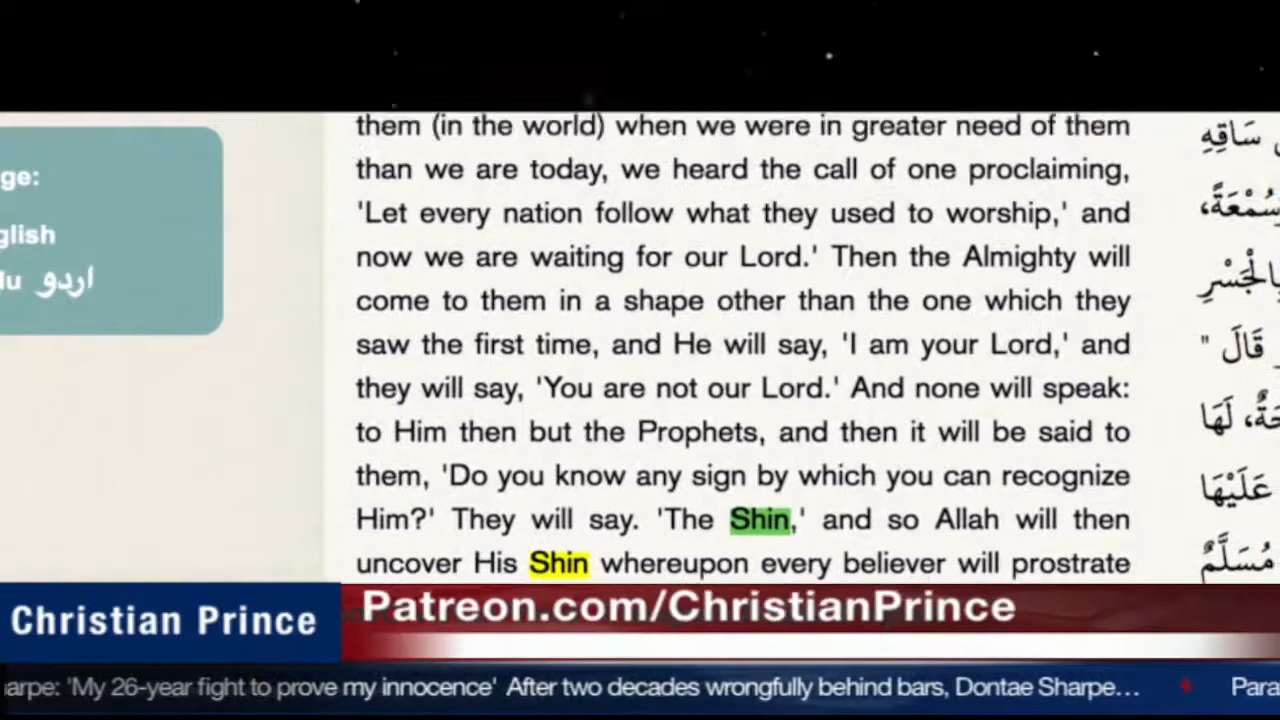 ge:
glish
lu اردو
them (in the world) when we were in greater need of them
than we are today, we heard the call of one proclaiming,
'Let every nation follow what they used to worship,' and
now we are waiting for our Lord.' Then the Almighty will
come to them in a shape other than the one which they
saw the first time, and He will say, 'I am your Lord,' and
they will say, 'You are not our Lord.' And none will speak:
to Him then but the Prophets, and then it will be said to
them, 'Do you know any sign by which you can recognize
Him?' They will say. 'The Shin,' and so Allah will then
uncover His Shin whereupon every believer will prostrate
سَاقِهِ
سُمْعَةً،
بِالْجَسْرِ
قَالَ "
لَهَا
عَلَيْهَا
مُسَلَّمٌ
Christian Prince
Patreon.com/ChristianPrince
arpe: 'My 26-year fight to prove my innocence' After two decades wrongfully behind bars, Dontae Sharpe… Para